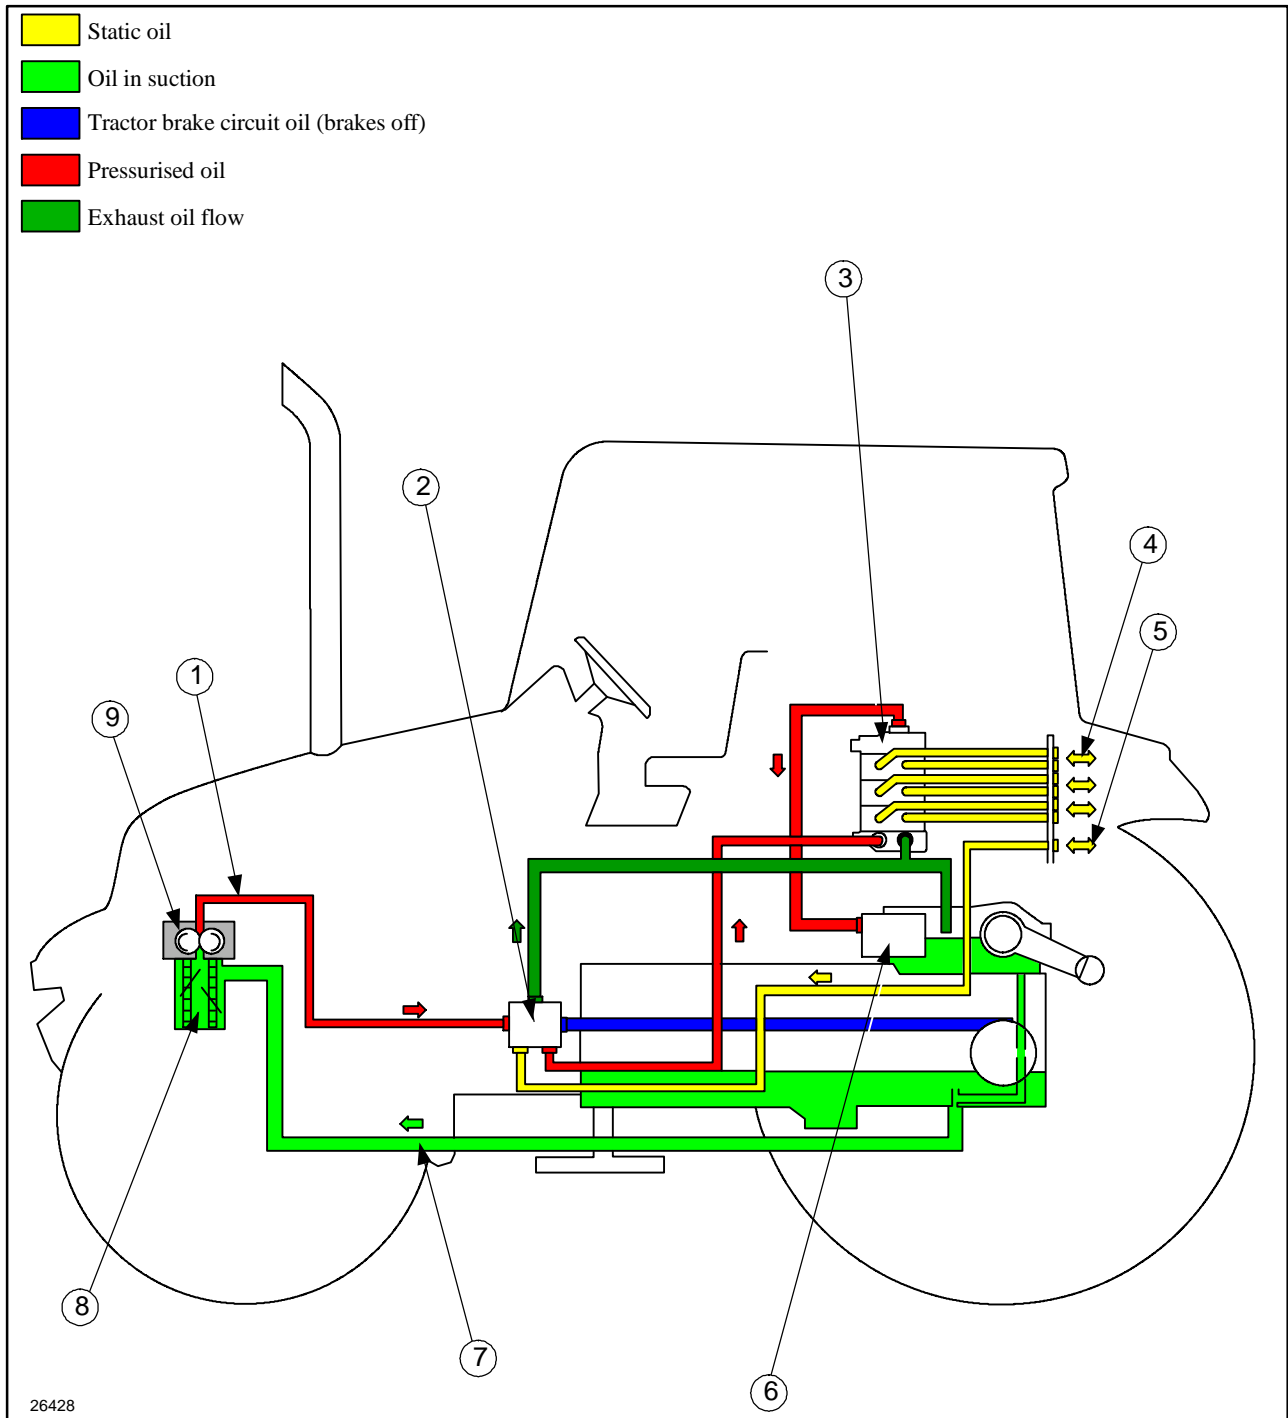 Static oil
Oil in suction
Tractor brake circuit oil (brakes off)
Pressurised oil
Exhaust oil flow
3
2
4
5
1
9
8
7
6
26428